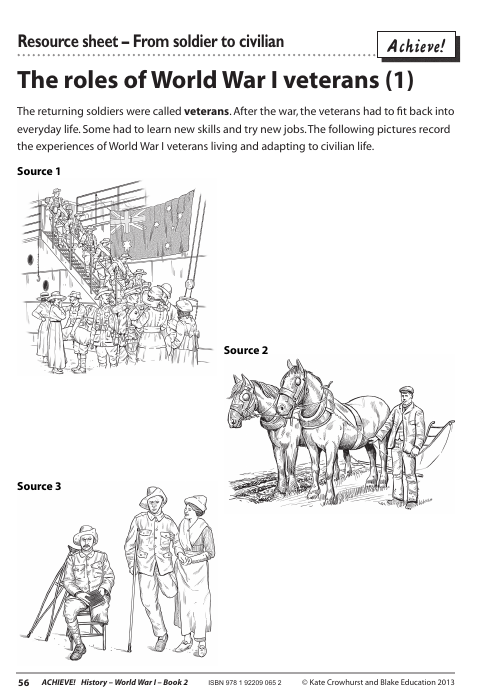 Resource sheet – From soldier to civilian
Achieve!
The roles of World War I veterans (1)
The returning soldiers were called veterans. After the war, the veterans had to fit back into
everyday life. Some had to learn new skills and try new jobs. The following pictures record
the experiences of World War I veterans living and adapting to civilian life.
Source 1
Source 2
Source 3
56 ACHIEVE! History – World War I – Book 2 ISBN 978 1 92209 065 2 © Kate Crowhurst and Blake Education 2013